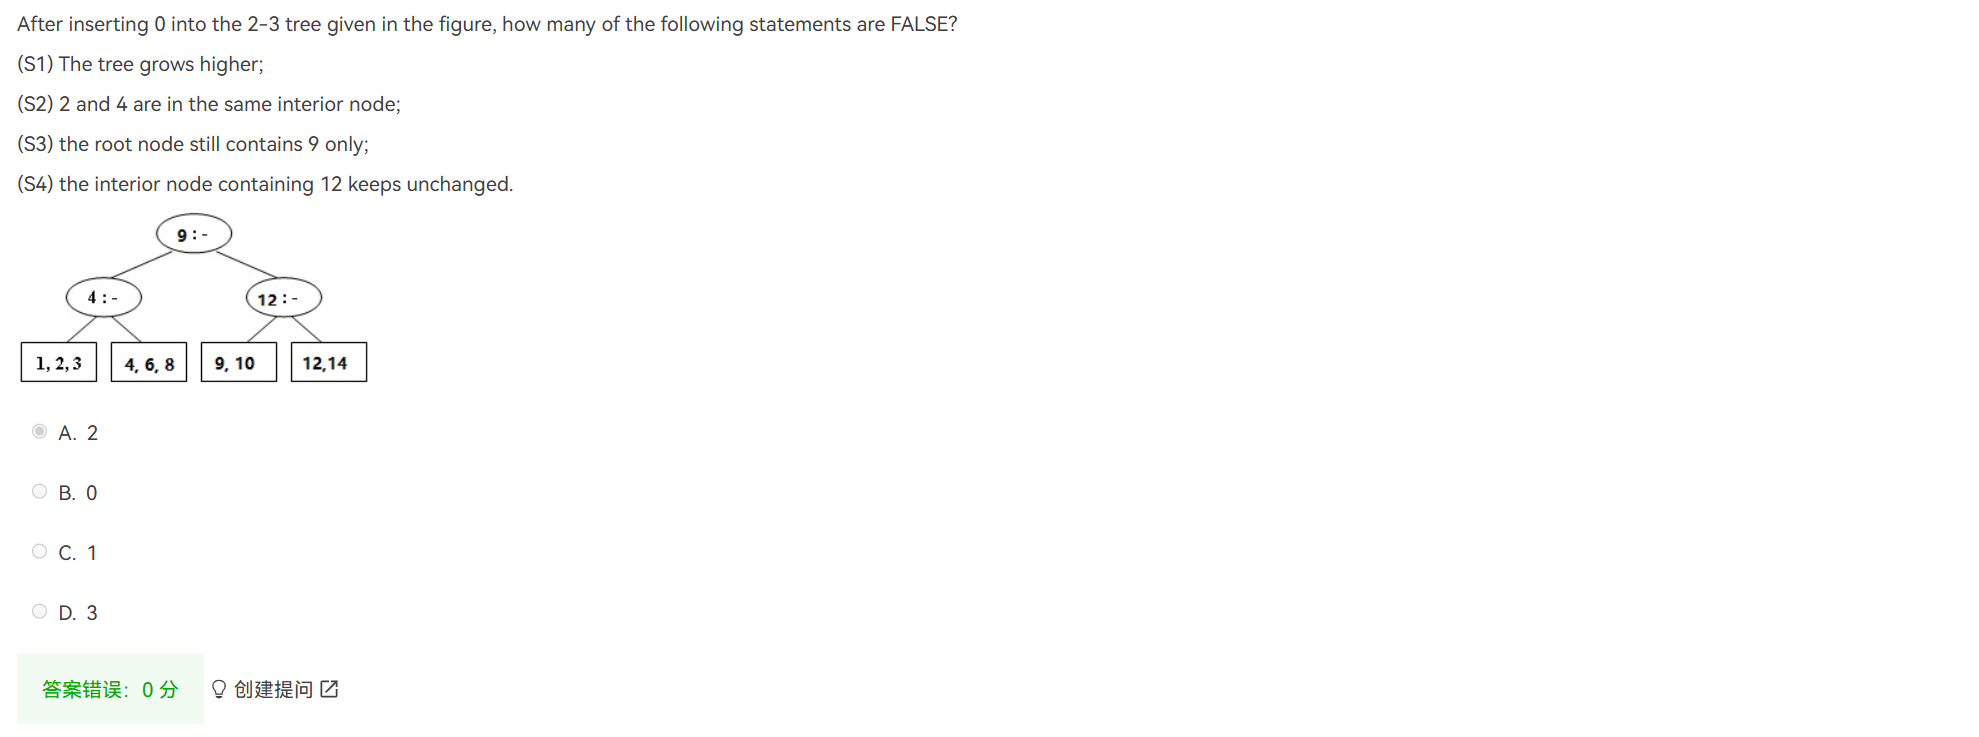 After inserting 0 into the 2-3 tree given in the figure, how many of the following statements are FALSE?
(S1) The tree grows higher;
(S2) 2 and 4 are in the same interior node;
(S3) the root node still contains 9 only;
(S4) the interior node containing 12 keeps unchanged.
9 : -
4 : -
12 : -
1, 2, 3
4, 6, 8
9, 10
12,14
A. 2
B. 0
C. 1
D. 3
答案错误: 0 分
创建提问